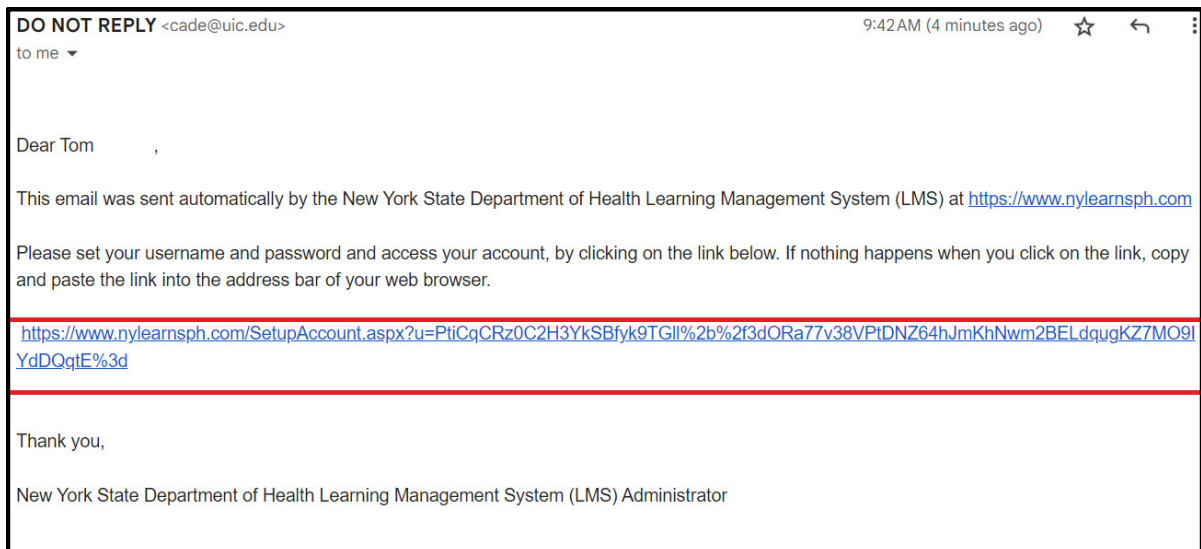 DO NOT REPLY <cade@uic.edu> 9:42 AM (4 minutes ago)
to me
Dear Tom ,
This email was sent automatically by the New York State Department of Health Learning Management System (LMS) at https://www.nylearnsph.com
Please set your username and password and access your account, by clicking on the link below. If nothing happens when you click on the link, copy
and paste the link into the address bar of your web browser.
https://www.nylearnsph.com/SetupAccount.aspx?u=PtiCqCRz0C2H3YkSBfyk9TGlI%2b%2f3dORa77v38VPtDNZ64hJmKhNwm2BELdqugKZ7MO9I
YdDQqtE%3d
Thank you,
New York State Department of Health Learning Management System (LMS) Administrator